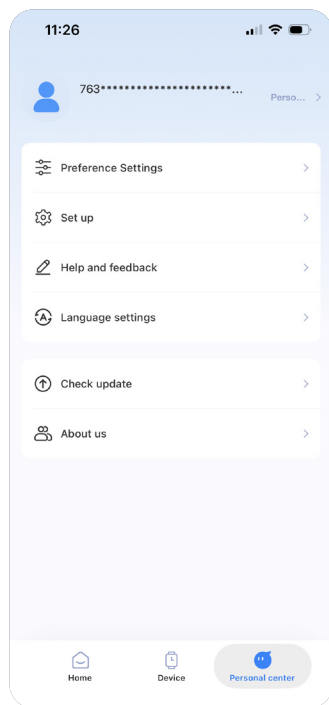 11:26
763**********************...
Perso...
Preference Settings
Set up
Help and feedback
Language settings
Check update
About us
Home
Device
Personal center